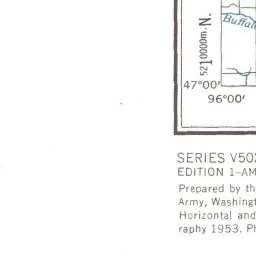 Buffalo
5210000m. N.
47°00'
96°00'
SERIES V50
EDITION 1-AM
Prepared by th
Army, Washingt
Horizontal and
raphy 1953. Ph